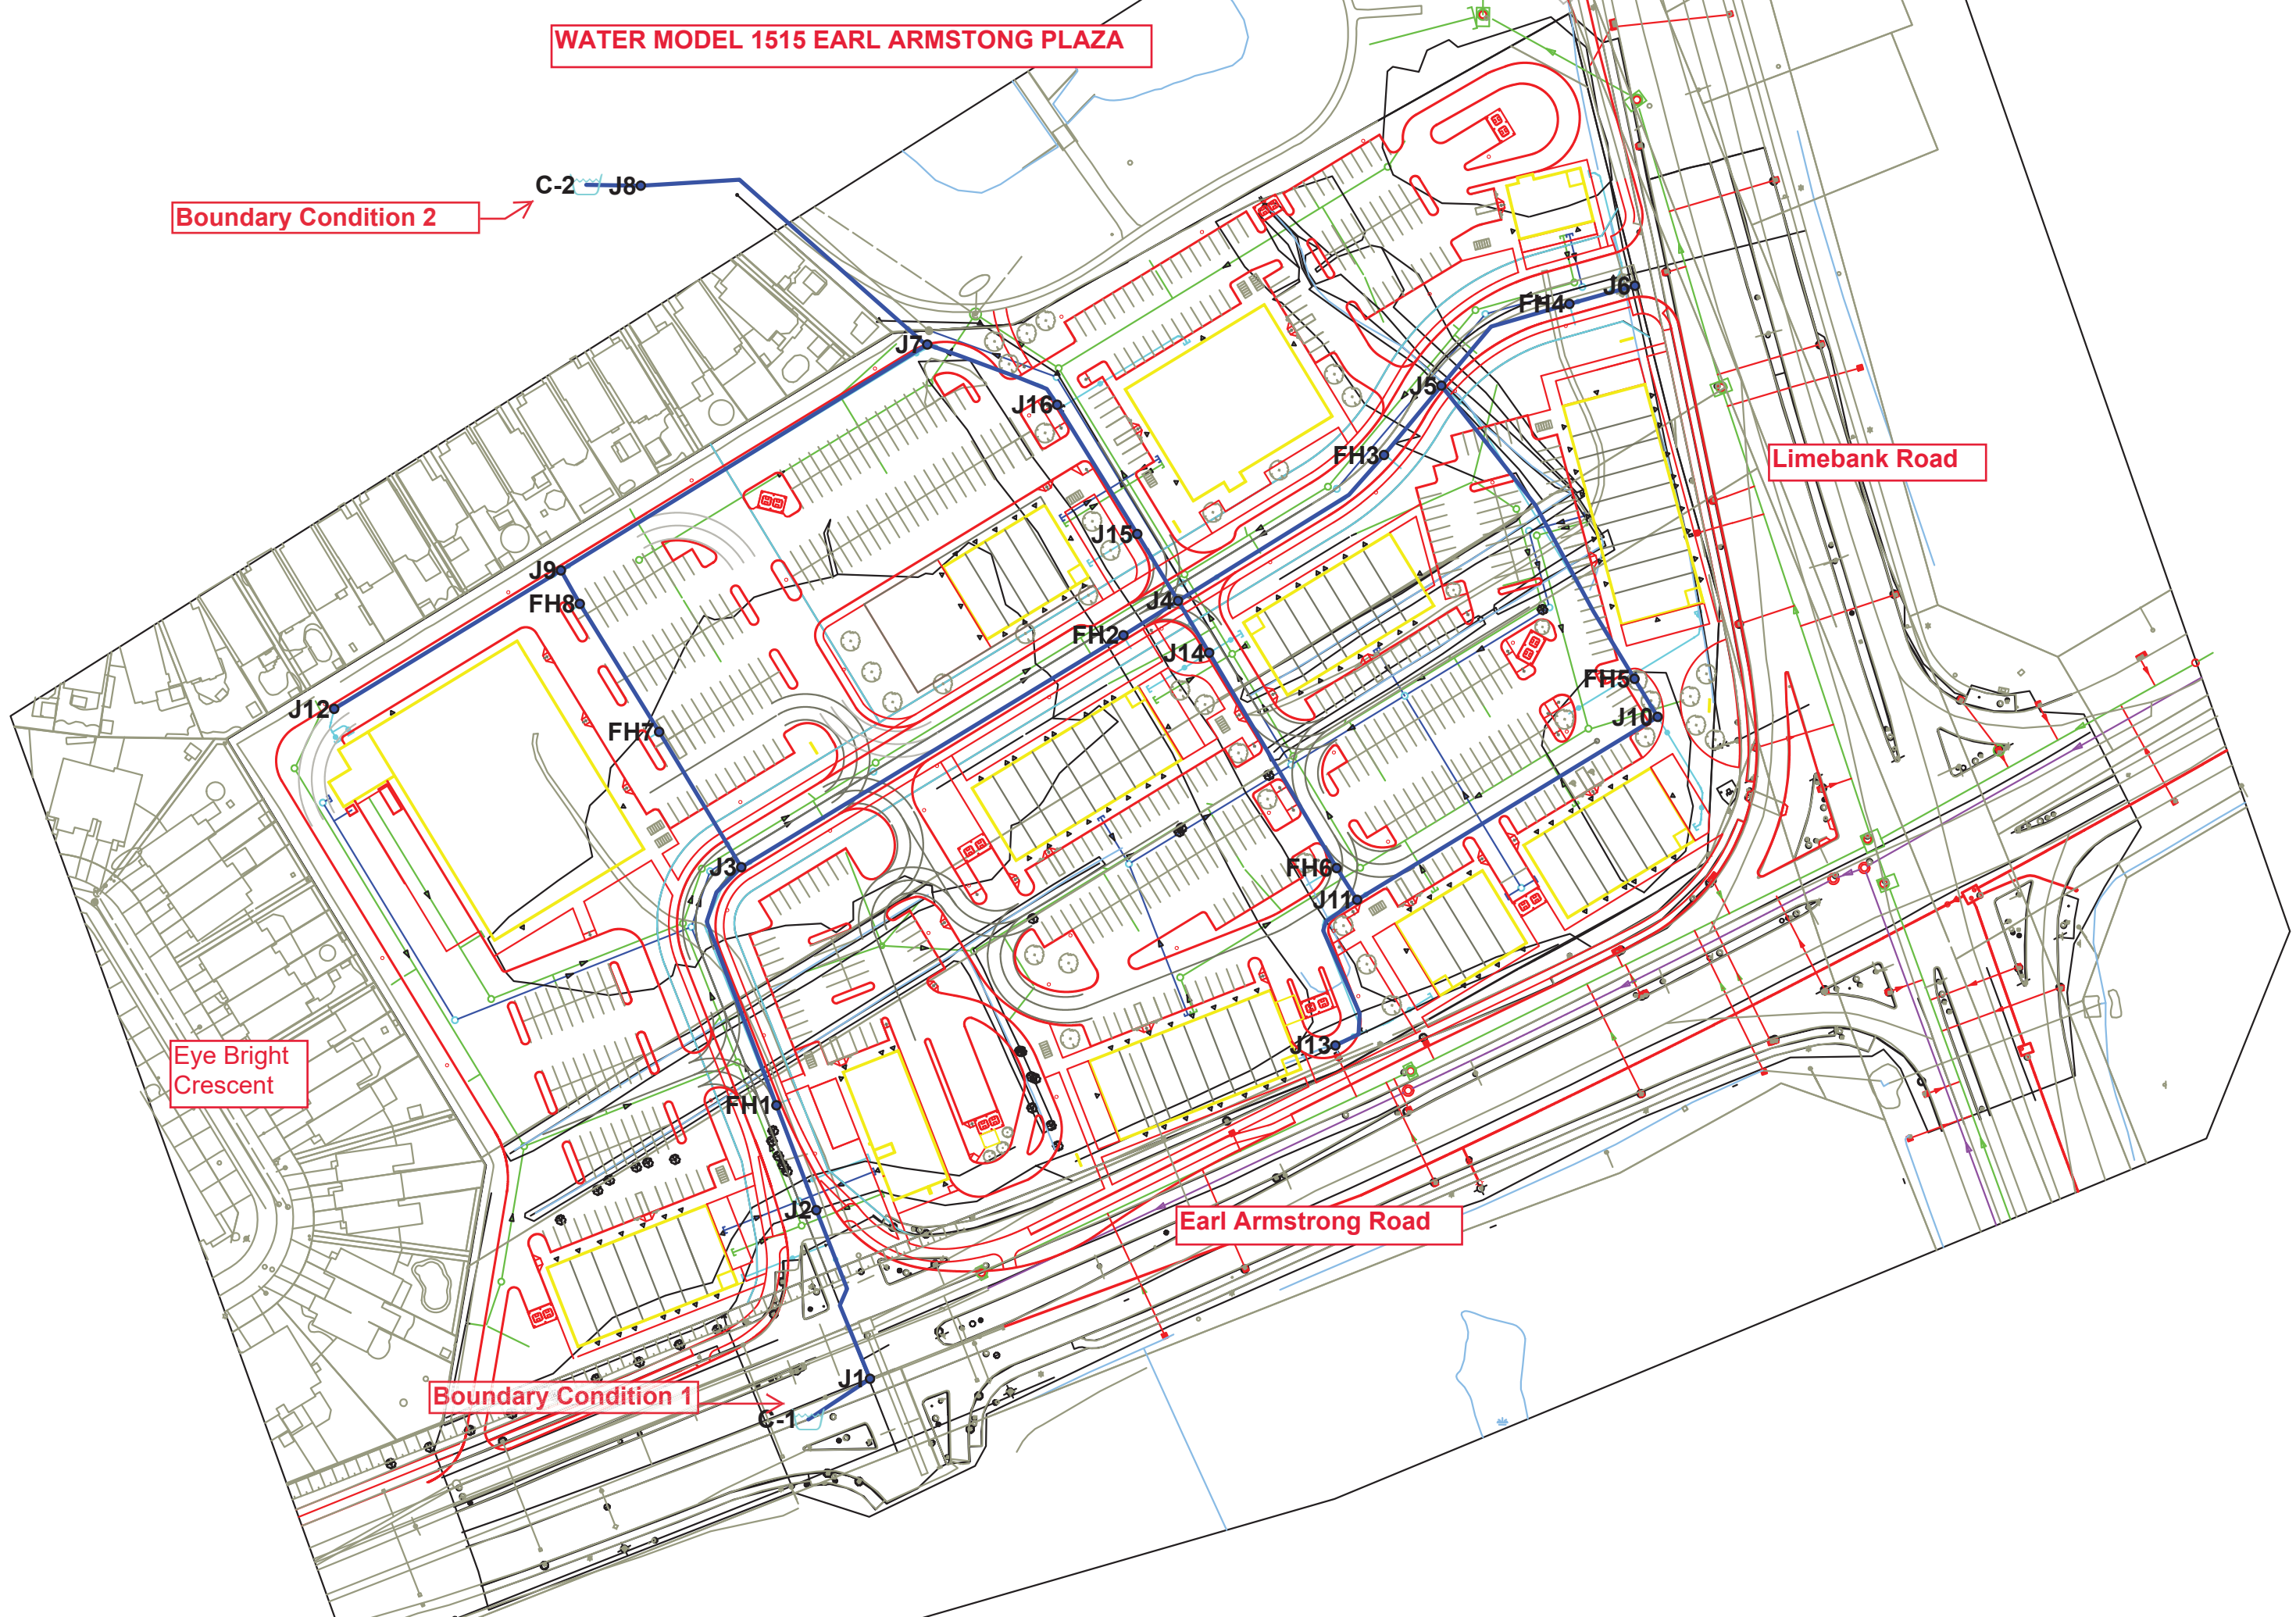 WATER MODEL 1515 EARL ARMSTONG PLAZA
C-2
J8
Boundary Condition 2
J6
FH4
J7
J5
J16
FH3
Limebank Road
J15
J9
FH8
J4
FH2
J14
FH5
J12
J10
FH7
J3
FH6
J11
J13
Eye Bright
Crescent
FH1
J2
Earl Armstrong Road
J1
Boundary Condition 1
C-1